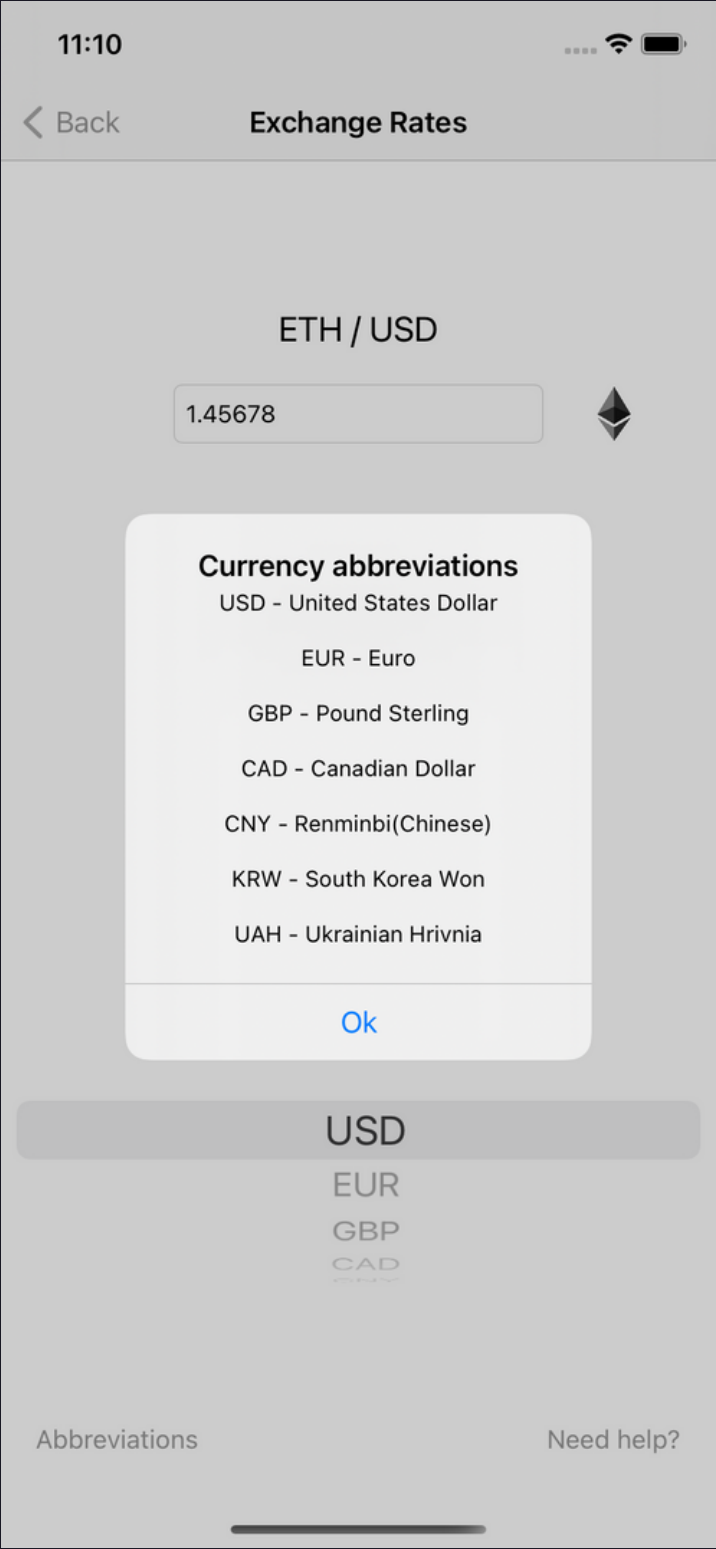 11:10
Back
Exchange Rates
ETH / USD
1.45678
Currency abbreviations
USD - United States Dollar
EUR - Euro
GBP - Pound Sterling
CAD - Canadian Dollar
CNY - Renminbi(Chinese)
KRW - South Korea Won
UAH - Ukrainian Hrivnia
Ok
USD
EUR
GBP
CAD
CNY
Abbreviations
Need help?